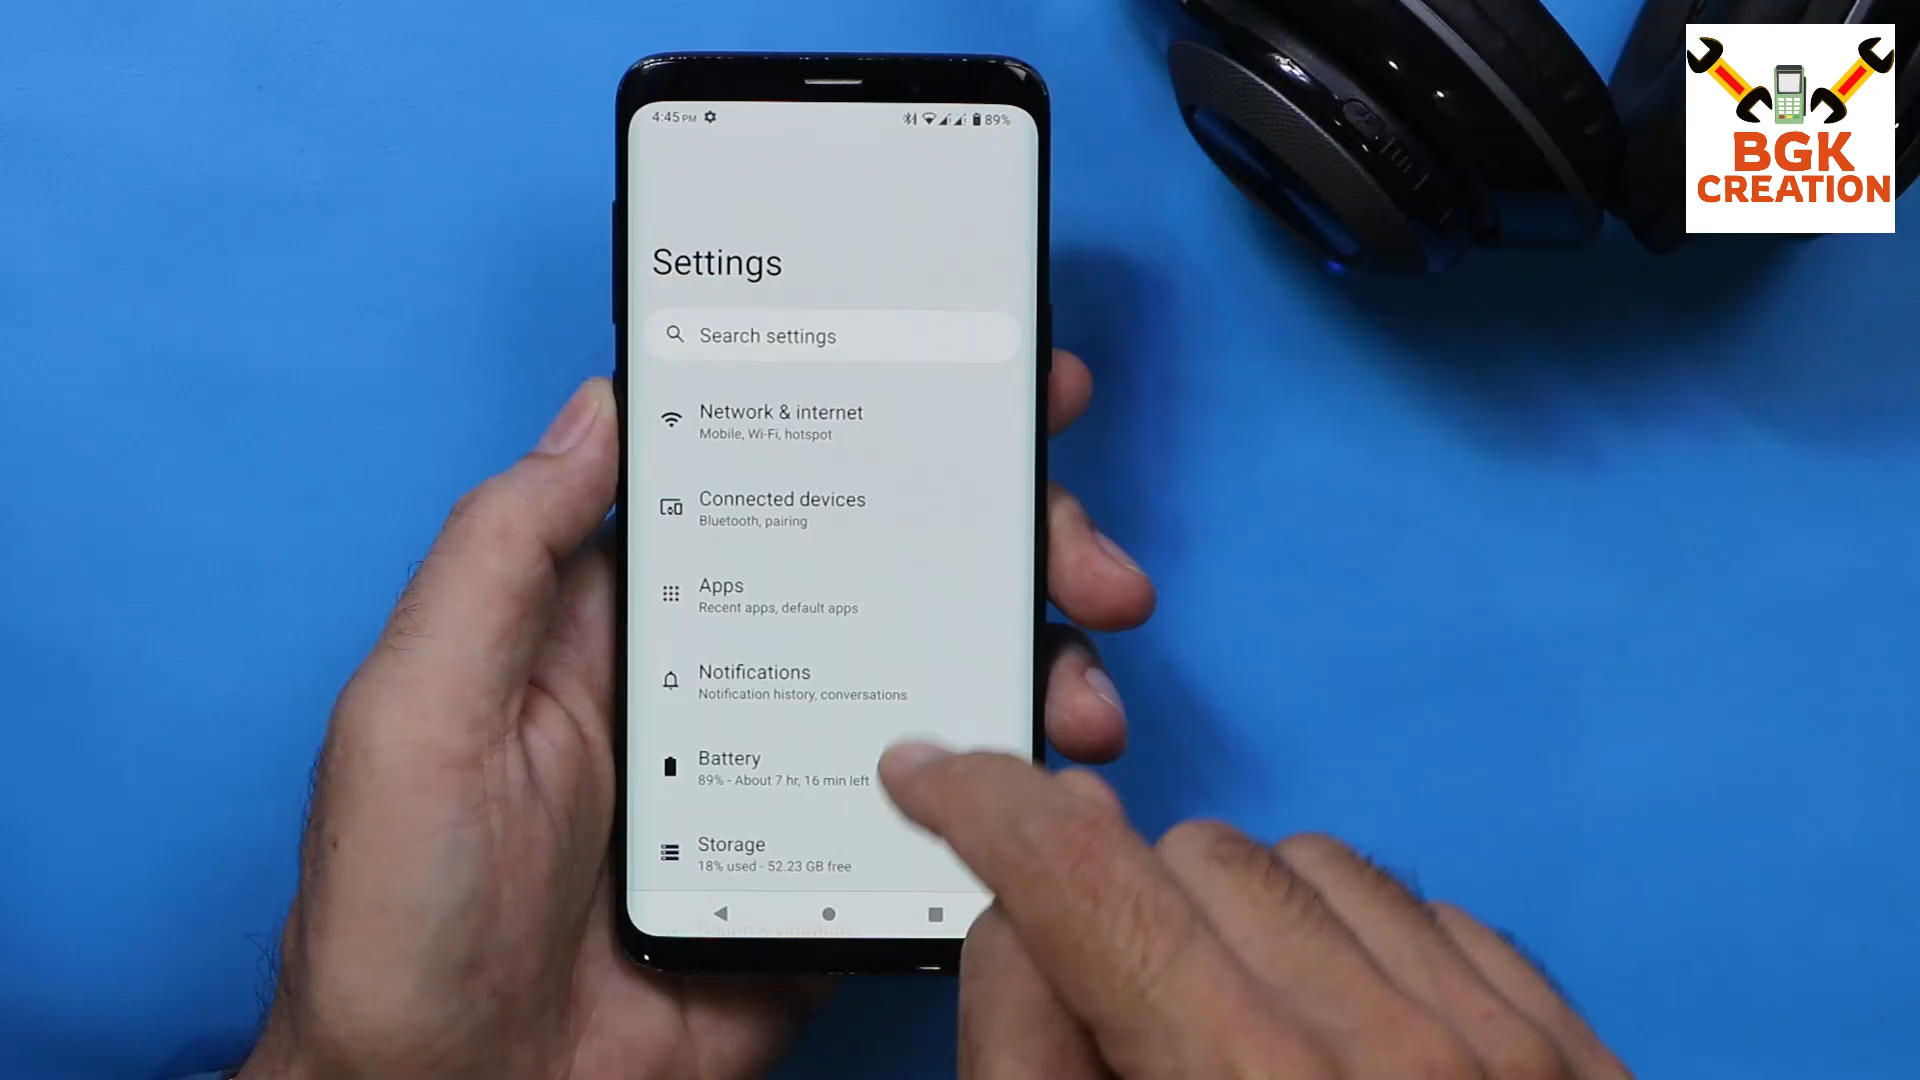 4:45 PM
89%
Settings
Search settings
Network & internet
Mobile, Wi-Fi, hotspot
Connected devices
Bluetooth, pairing
Apps
Recent apps, default apps
Notifications
Notification history, conversations
Battery
89% - About 7 hr, 16 min left
Storage
18% used - 52.23 GB free
Sound & vibration
BGK
CREATION